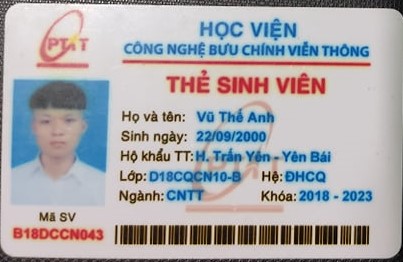 PTIT
HỌC VIỆN
CÔNG NGHỆ BƯU CHÍNH VIỄN THÔNG
THẺ SINH VIÊN
Họ và tên: Vũ Thế Anh
Sinh ngày: 22/09/2000
Hộ khẩu TT: H. Trấn Yên - Yên Bái
Lớp: D18CQCN10-B Hệ: ĐHCQ
Ngành: CNTT Khóa: 2018 - 2023
Mã SV
B18DCCN043